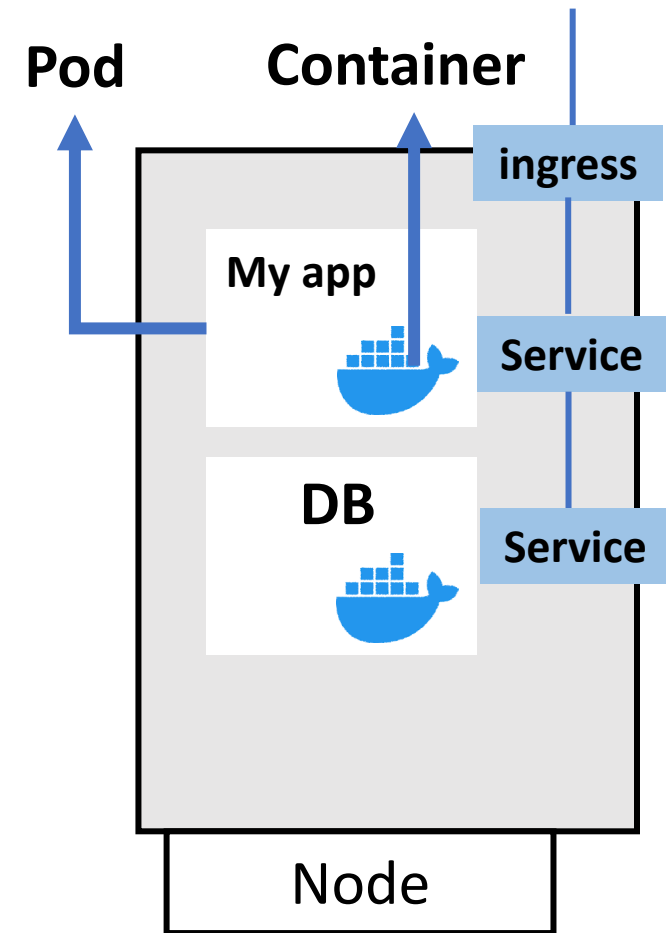 Pod
Container
ingress
My app
Service
DB
Service
Node